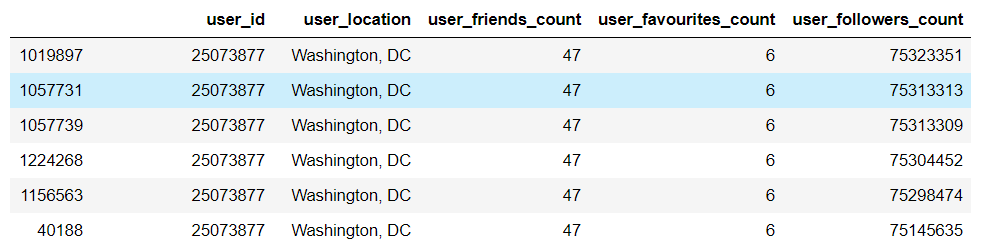 user_id user_location user_friends_count user_favourites_count user_followers_count
1019897 25073877 Washington, DC 47 6 75323351
1057731 25073877 Washington, DC 47 6 75313313
1057739 25073877 Washington, DC 47 6 75313309
1224268 25073877 Washington, DC 47 6 75304452
1156563 25073877 Washington, DC 47 6 75298474
40188 25073877 Washington, DC 47 6 75145635